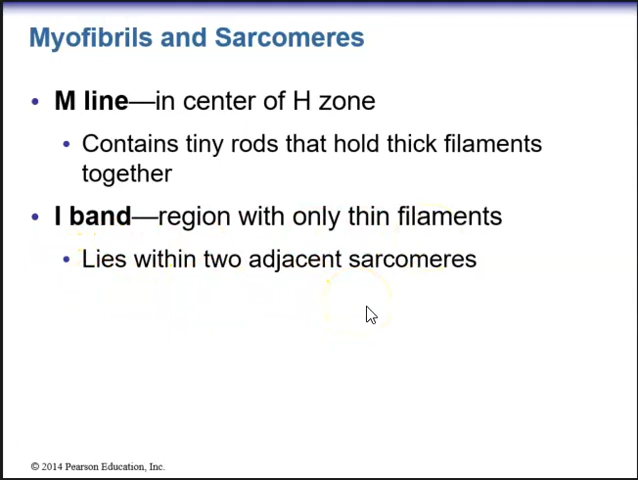 Myofibrils and Sarcomeres
• M line—in center of H zone
• Contains tiny rods that hold thick filaments
together
• I band—region with only thin filaments
• Lies within two adjacent sarcomeres
© 2014 Pearson Education, Inc.